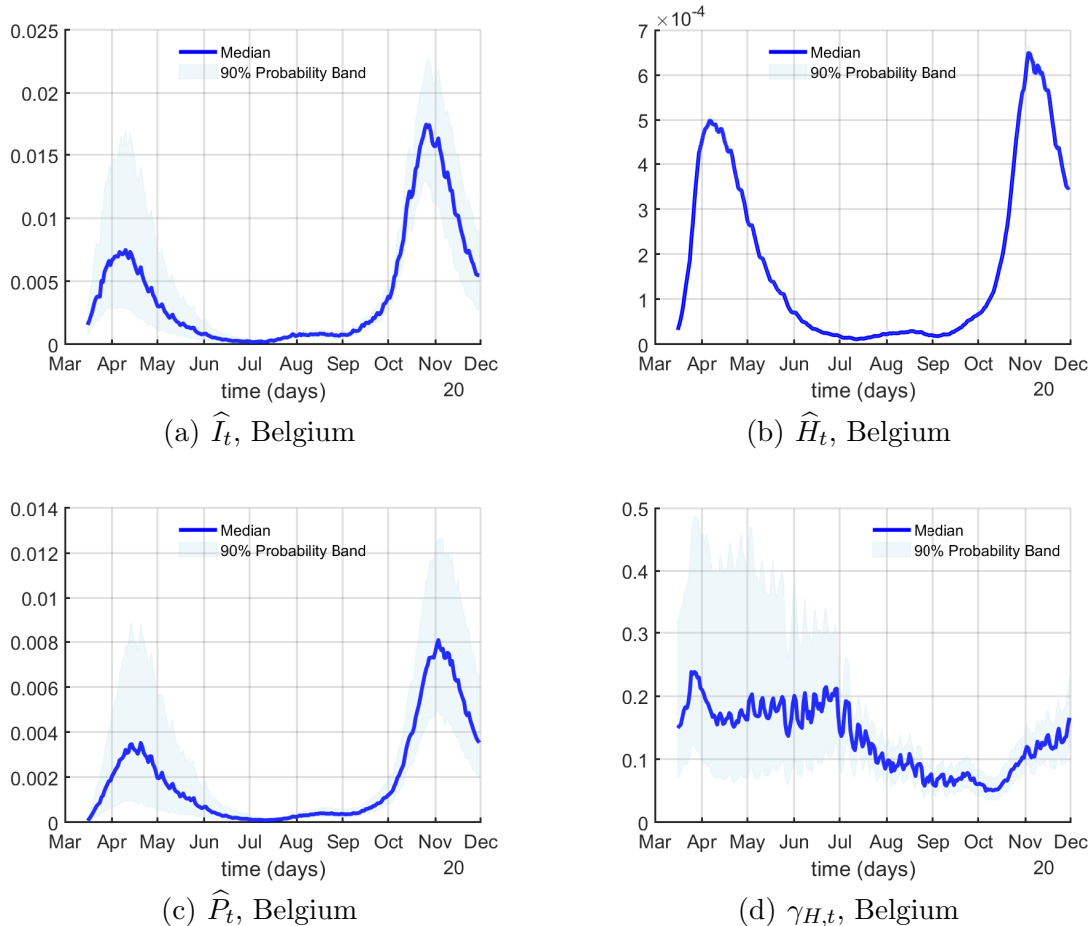 0.025
0.02
0.015
0.01
0.005
0
Median
90% Probability Band
Mar Apr May Jun Jul Aug Sep Oct Nov Dec
time (days) 20
(a) Î_t, Belgium
×10⁻⁴
7
6
5
4
3
2
1
0
Median
90% Probability Band
Mar Apr May Jun Jul Aug Sep Oct Nov Dec
time (days) 20
(b) Ĥ_t, Belgium
0.014
0.012
0.01
0.008
0.006
0.004
0.002
0
Median
90% Probability Band
Mar Apr May Jun Jul Aug Sep Oct Nov Dec
time (days) 20
(c) P̂_t, Belgium
0.5
0.4
0.3
0.2
0.1
0
Median
90% Probability Band
Mar Apr May Jun Jul Aug Sep Oct Nov Dec
time (days) 20
(d) γ_{H,t}, Belgium